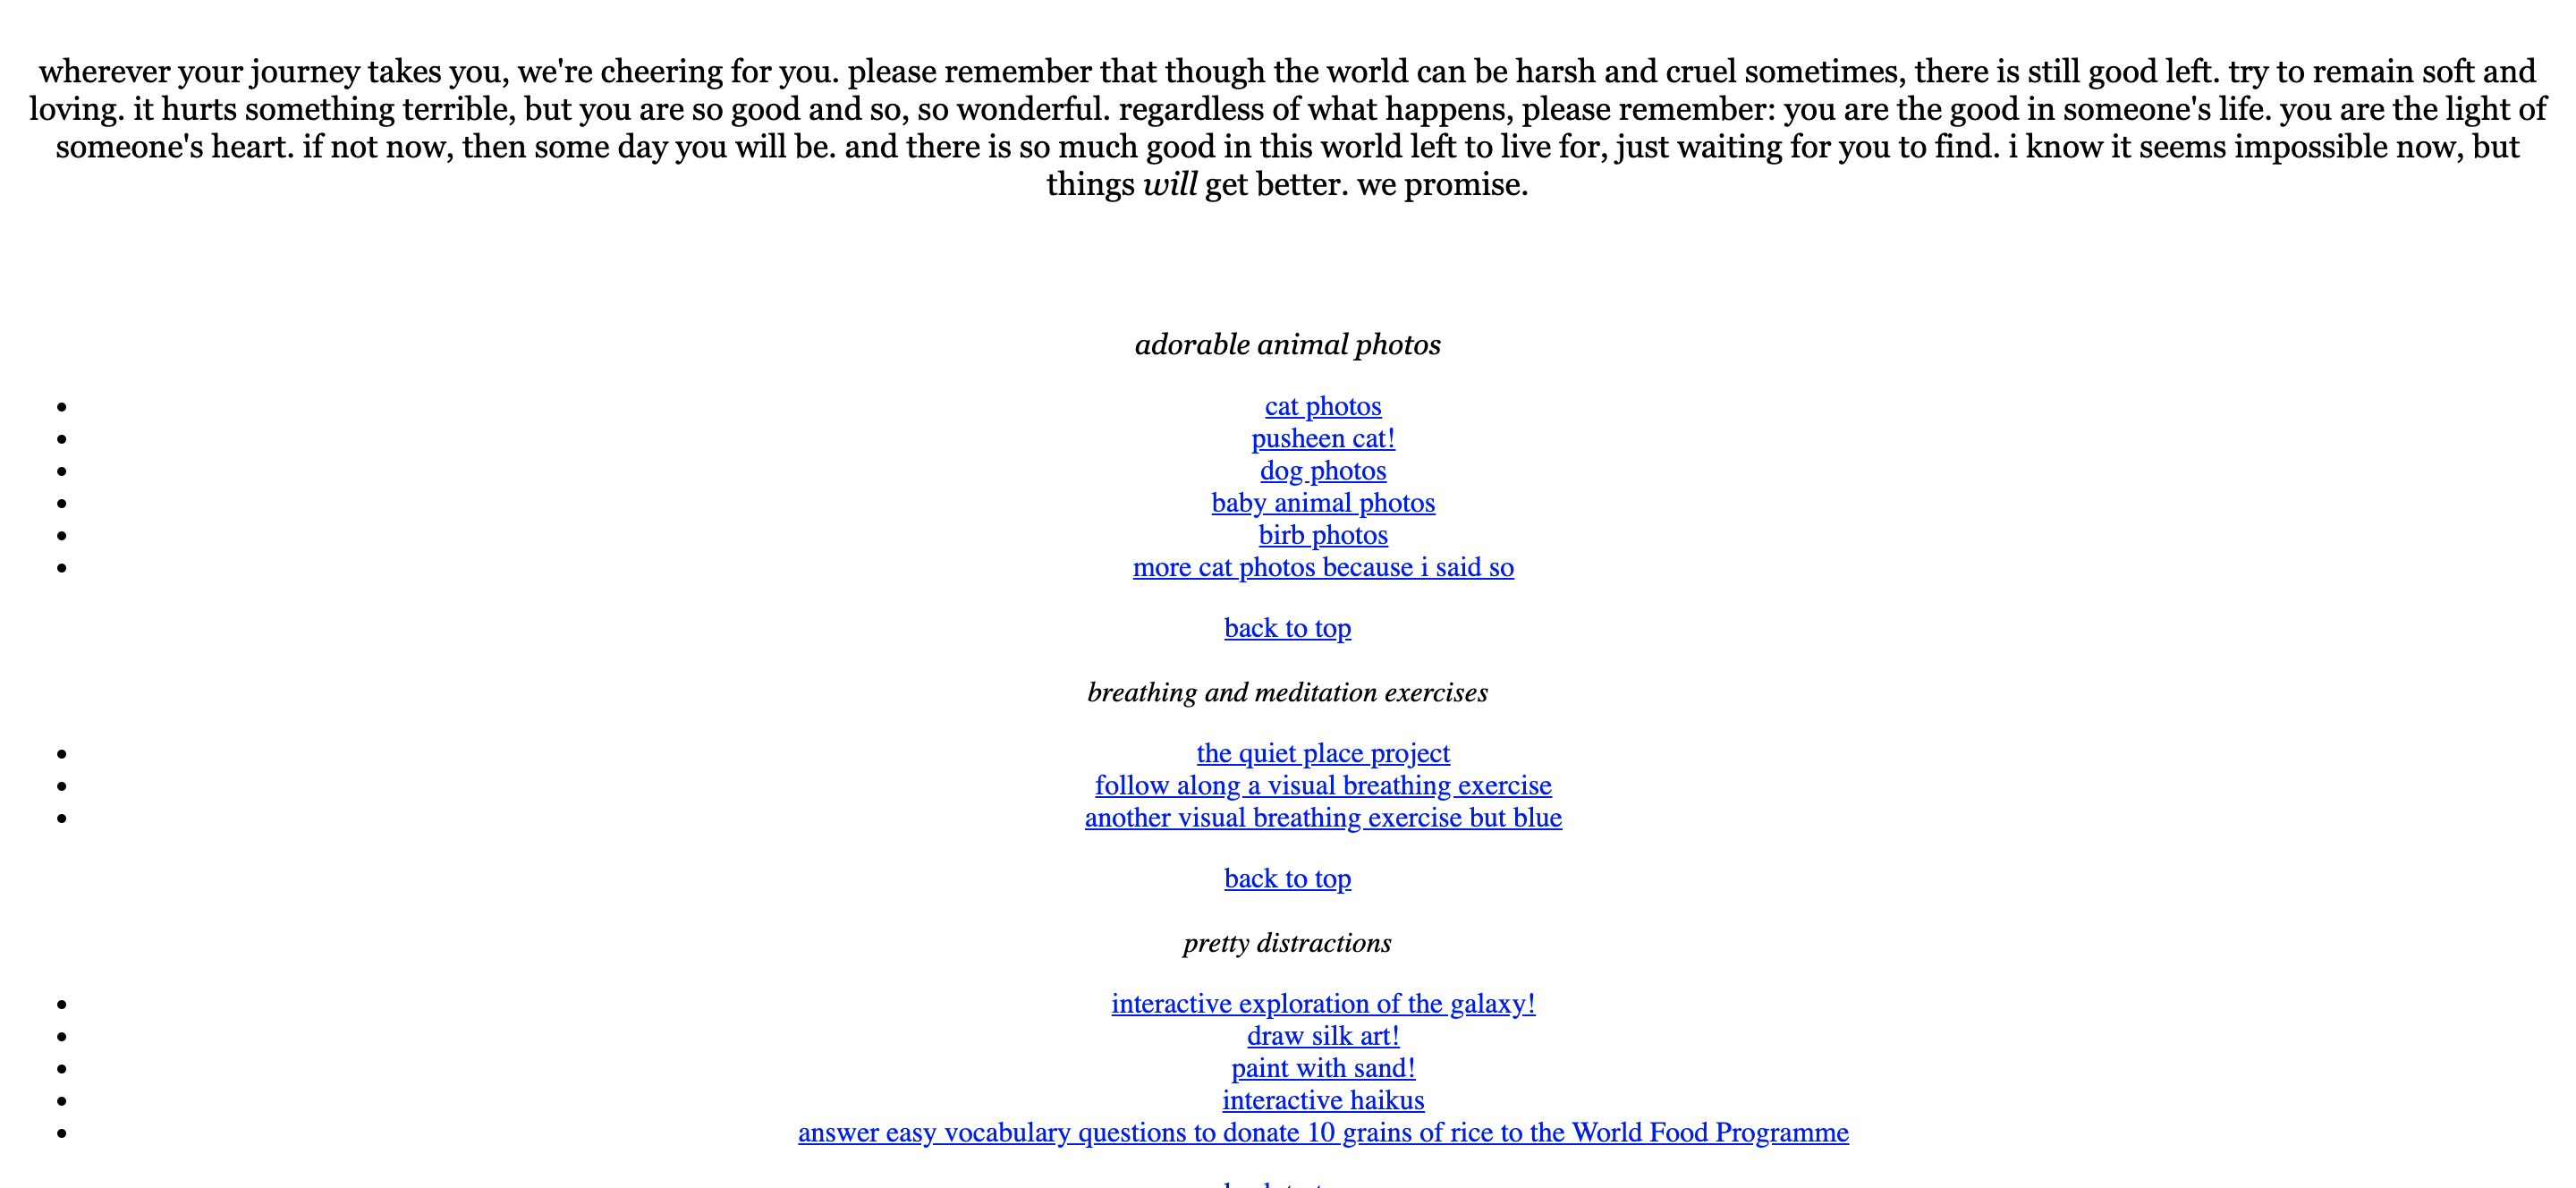 wherever your journey takes you, we're cheering for you. please remember that though the world can be harsh and cruel sometimes, there is still good left. try to remain soft and
loving. it hurts something terrible, but you are so good and so, so wonderful. regardless of what happens, please remember: you are the good in someone's life. you are the light of
someone's heart. if not now, then some day you will be. and there is so much good in this world left to live for, just waiting for you to find. i know it seems impossible now, but
things will get better. we promise.
adorable animal photos
cat photos
pusheen cat!
dog photos
baby animal photos
birb photos
more cat photos because i said so
back to top
breathing and meditation exercises
the quiet place project
follow along a visual breathing exercise
another visual breathing exercise but blue
back to top
pretty distractions
interactive exploration of the galaxy!
draw silk art!
paint with sand!
interactive haikus
answer easy vocabulary questions to donate 10 grains of rice to the World Food Programme